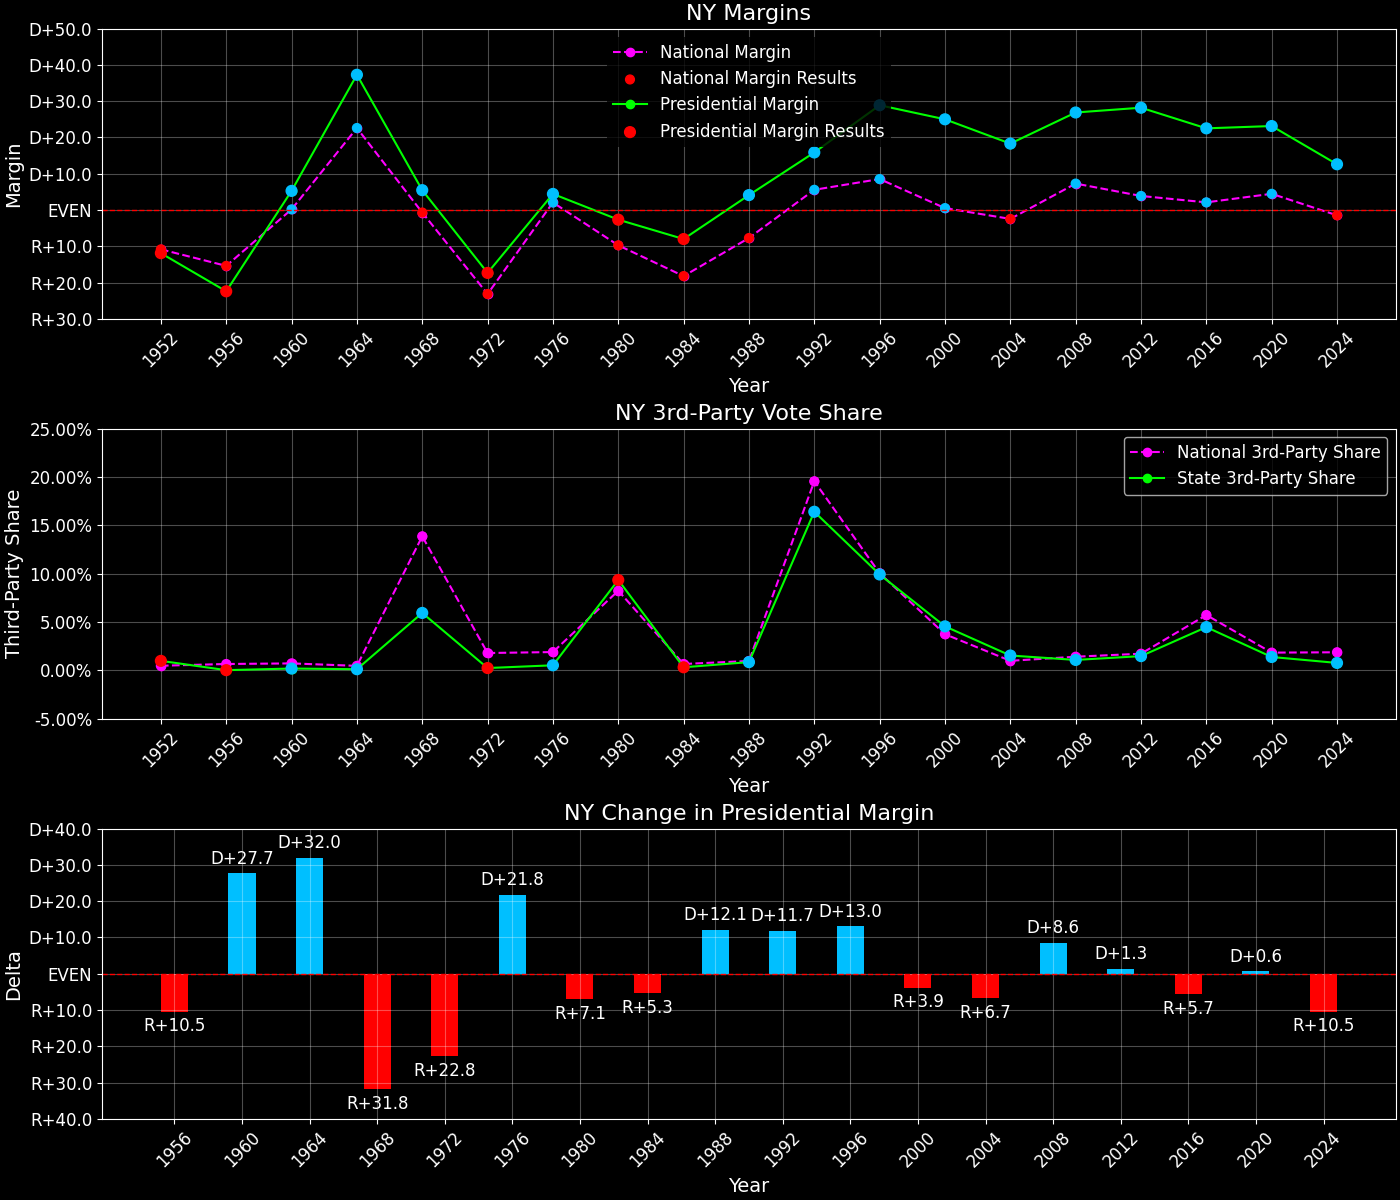 NY Margins
D+50.0
D+40.0
D+30.0
D+20.0
D+10.0
EVEN
R+10.0
R+20.0
R+30.0
Margin
National Margin
National Margin Results
Presidential Margin
Presidential Margin Results
1952 1956 1960 1964 1968 1972 1976 1980 1984 1988 1992 1996 2000 2004 2008 2012 2016 2020 2024
Year
NY 3rd-Party Vote Share
25.00%
20.00%
15.00%
10.00%
5.00%
0.00%
-5.00%
Third-Party Share
National 3rd-Party Share
State 3rd-Party Share
1952 1956 1960 1964 1968 1972 1976 1980 1984 1988 1992 1996 2000 2004 2008 2012 2016 2020 2024
Year
NY Change in Presidential Margin
D+40.0
D+30.0
D+20.0
D+10.0
EVEN
R+10.0
R+20.0
R+30.0
R+40.0
Delta
R+10.5
D+27.7
D+32.0
R+31.8
R+22.8
D+21.8
R+7.1
R+5.3
D+12.1
D+11.7
D+13.0
R+3.9
R+6.7
D+8.6
D+1.3
R+5.7
D+0.6
R+10.5
1956 1960 1964 1968 1972 1976 1980 1984 1988 1992 1996 2000 2004 2008 2012 2016 2020 2024
Year